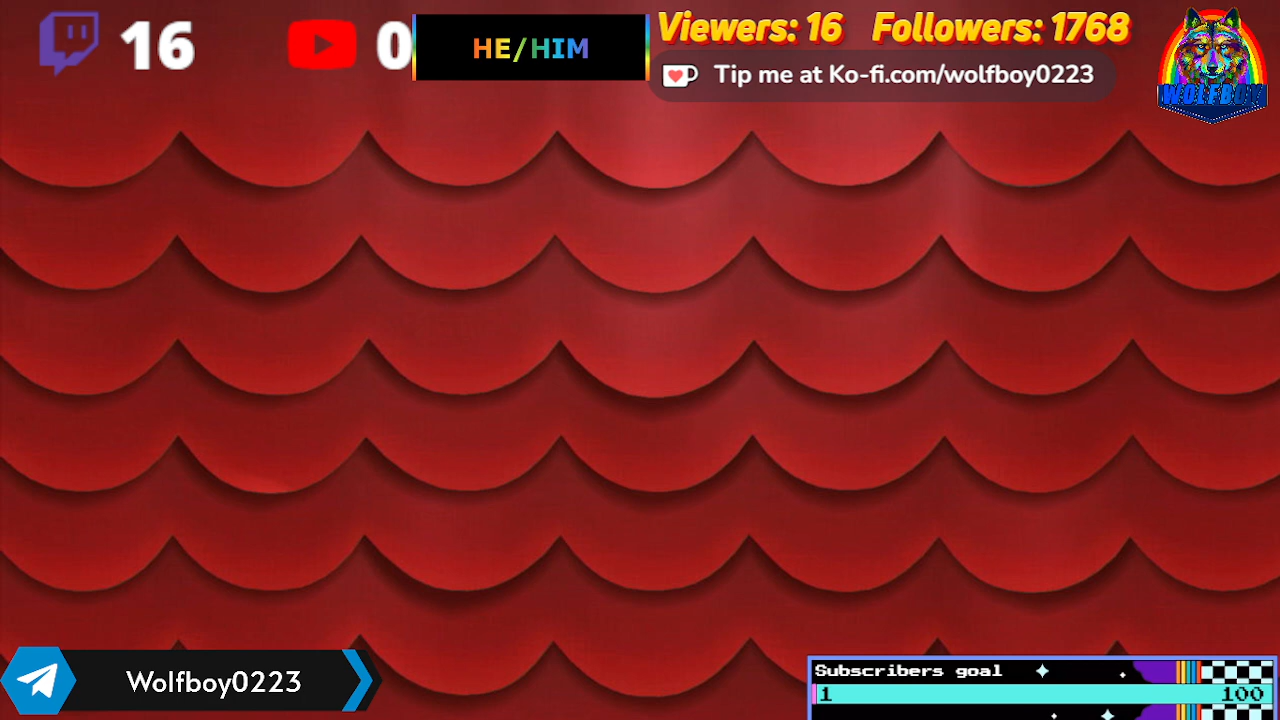 16
0
HE/HIM
Viewers: 16 Followers: 1768
Tip me at Ko-fi.com/wolfboy0223
WOLFBOY
Wolfboy0223
Subscribers goal
1 100